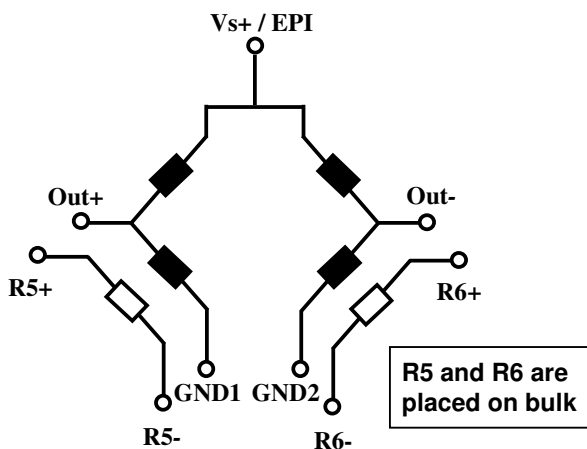 Vs+ / EPI
Out+
Out-
R5+
R6+
GND1
GND2
R5 and R6 are
placed on bulk
R5-
R6-